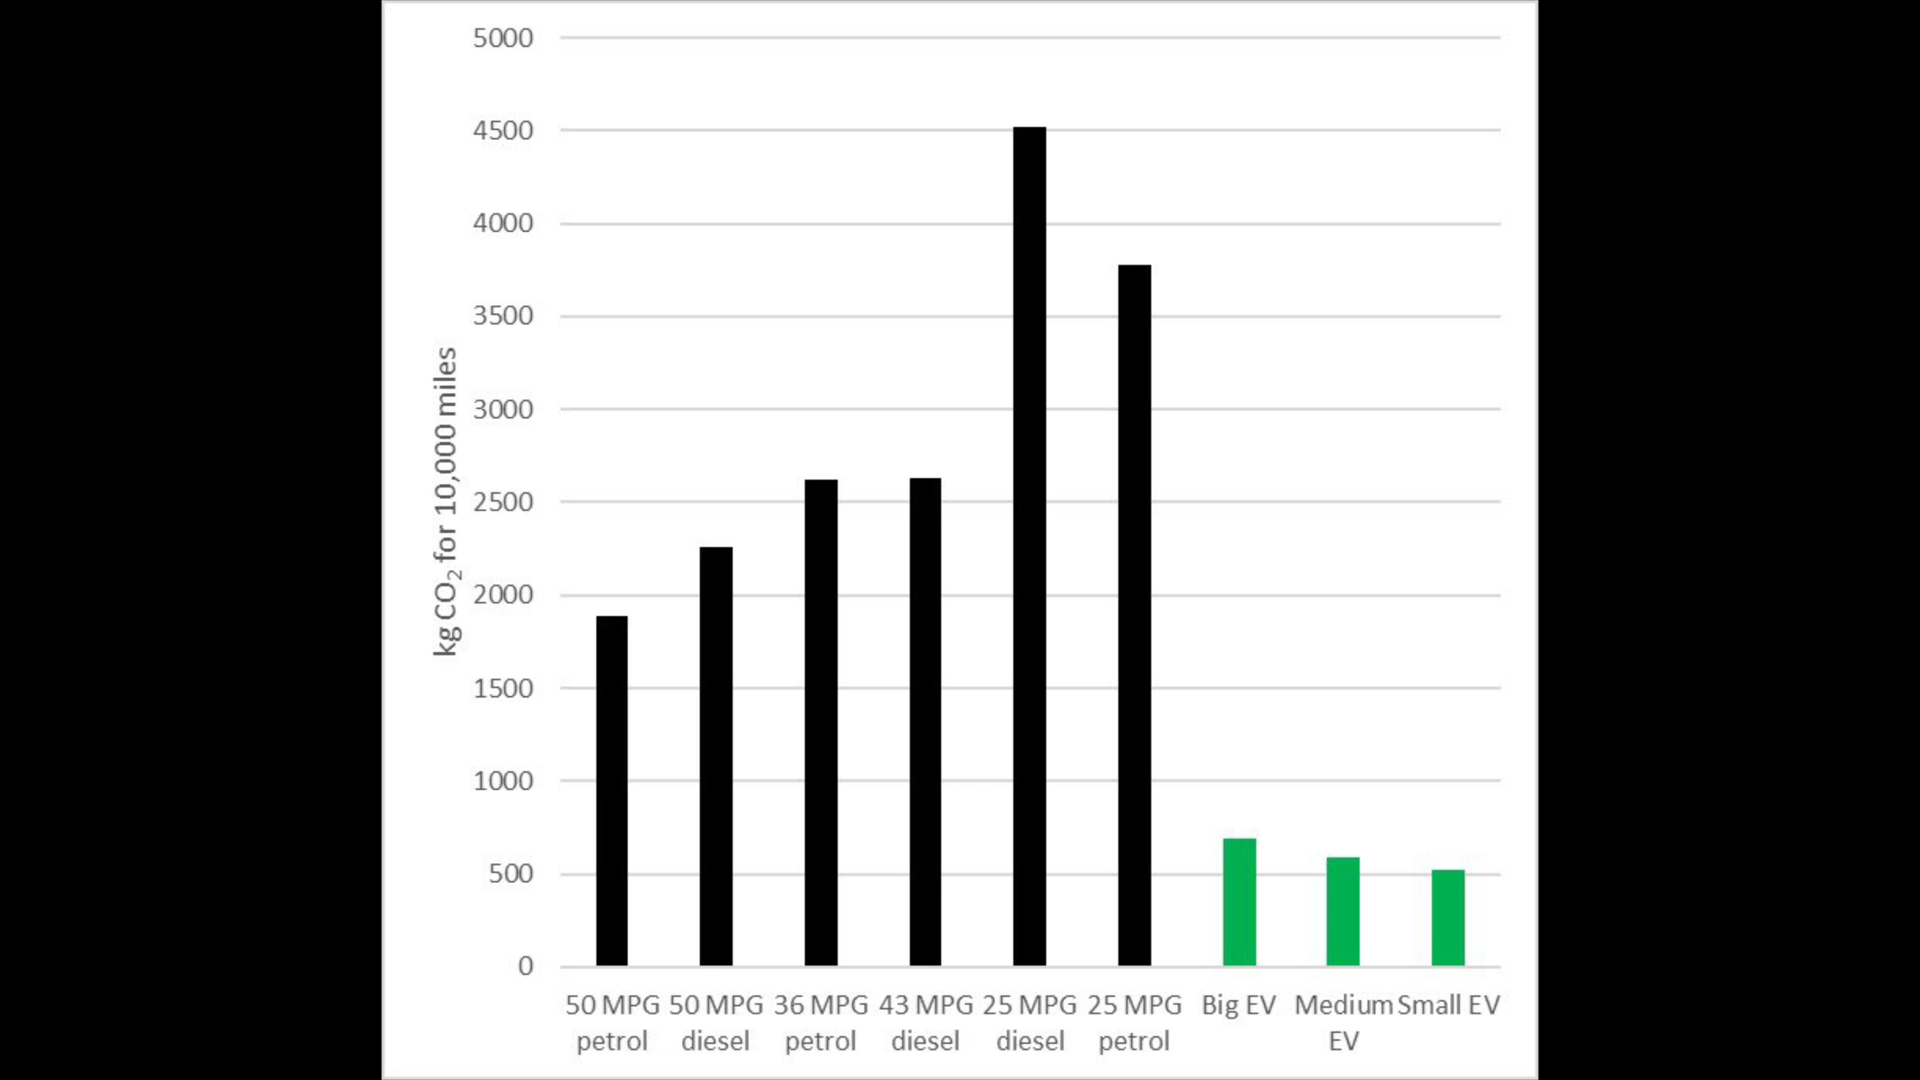 5000
4500
4000
3500
3000
2500
2000
1500
1000
500
0
kg CO₂ for 10,000 miles
50 MPG petrol
50 MPG diesel
36 MPG petrol
43 MPG diesel
25 MPG diesel
25 MPG petrol
Big EV
Medium EV
Small EV